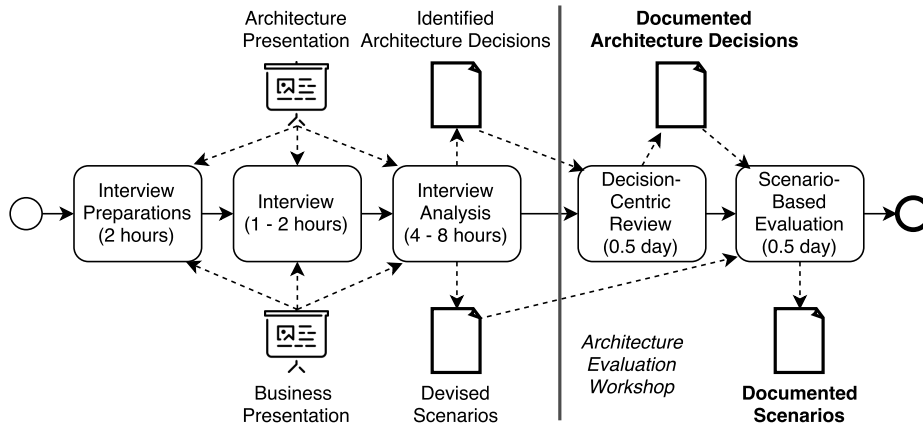 Architecture
Presentation
Identified
Architecture Decisions
Documented
Architecture Decisions
Interview
Preparations
(2 hours)
Interview
(1 - 2 hours)
Interview
Analysis
(4 - 8 hours)
Decision-
Centric
Review
(0.5 day)
Scenario-
Based
Evaluation
(0.5 day)
Business
Presentation
Devised
Scenarios
Architecture
Evaluation
Workshop
Documented
Scenarios